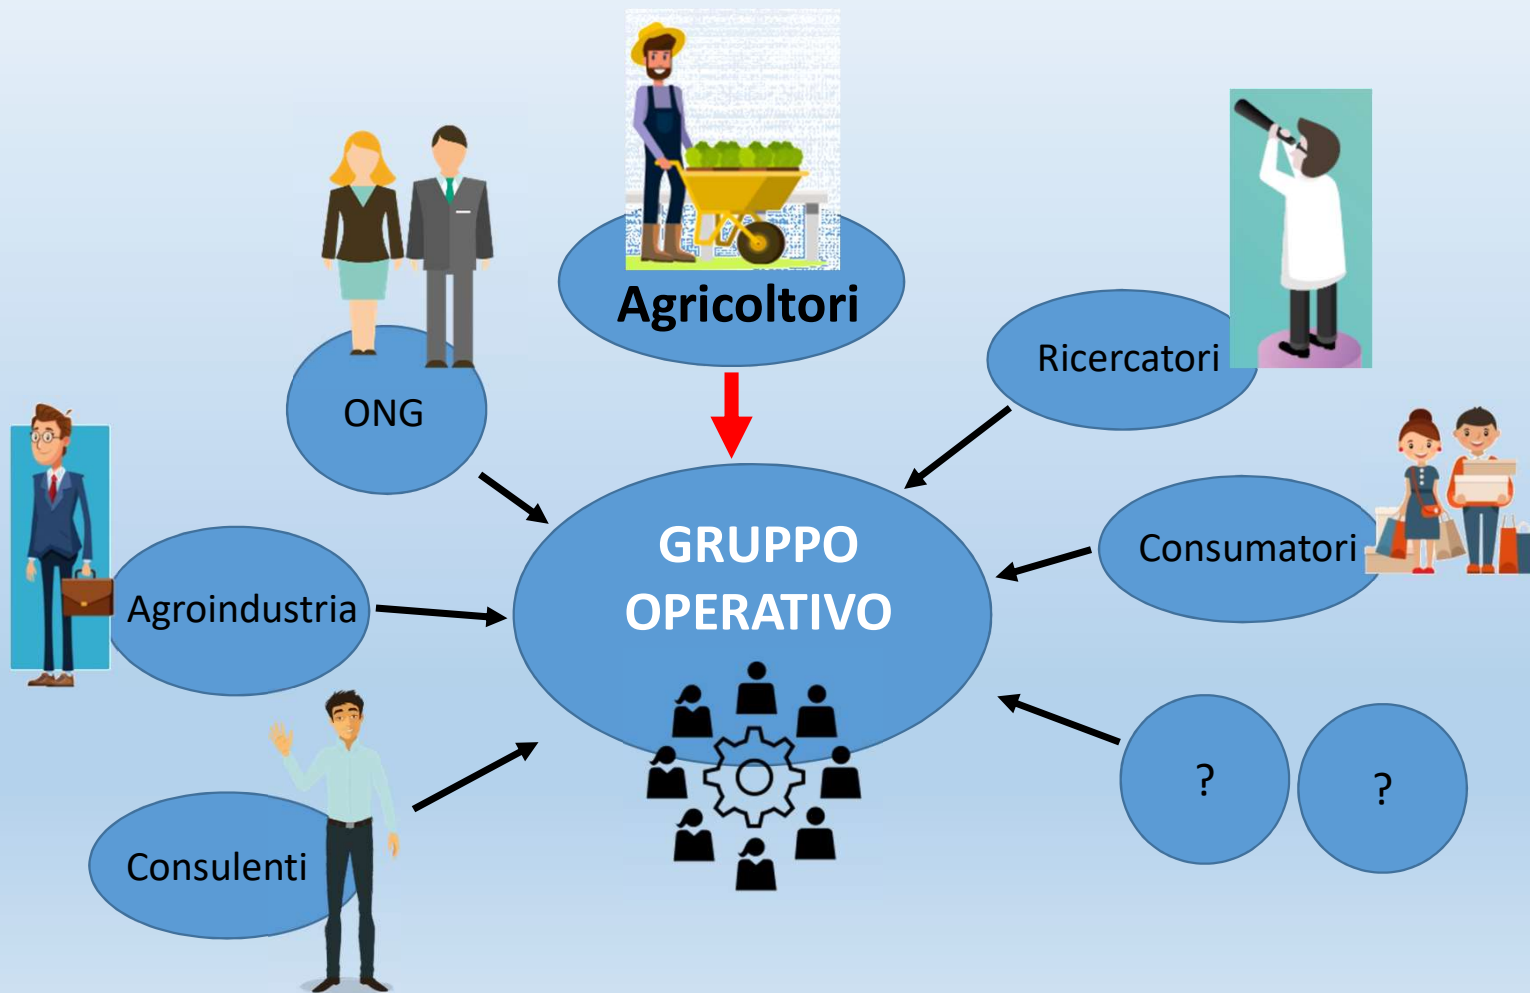 Agricoltori
Ricercatori
ONG
Consumatori
GRUPPO
OPERATIVO
Agroindustria
?
?
Consulenti